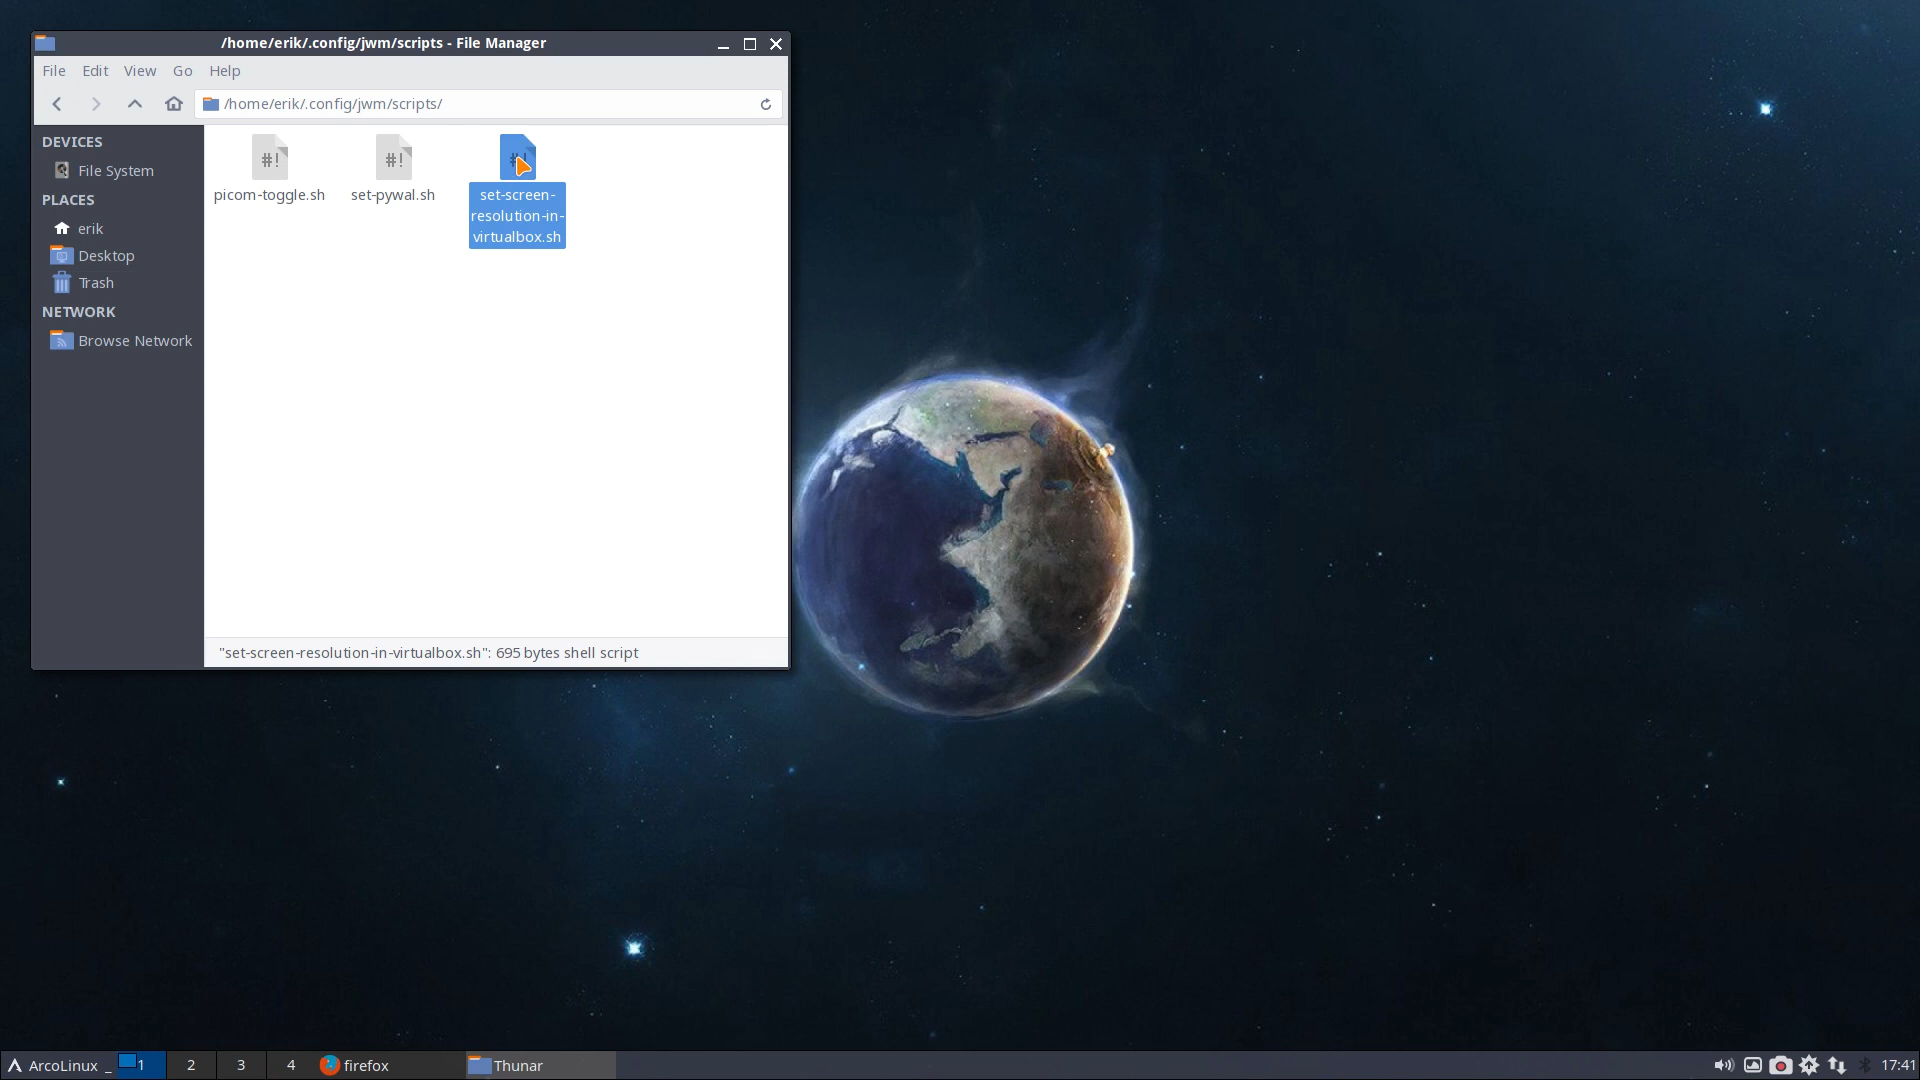 /home/erik/.config/jwm/scripts - File Manager
File Edit View Go Help
/home/erik/.config/jwm/scripts/
DEVICES
File System
PLACES
erik
Desktop
Trash
NETWORK
Browse Network
#! #! #!
picom-toggle.sh set-pywal.sh set-screen-
resolution-in-
virtualbox.sh
"set-screen-resolution-in-virtualbox.sh": 695 bytes shell script
ArcoLinux _ 1 2 3 4 firefox Thunar 17:41